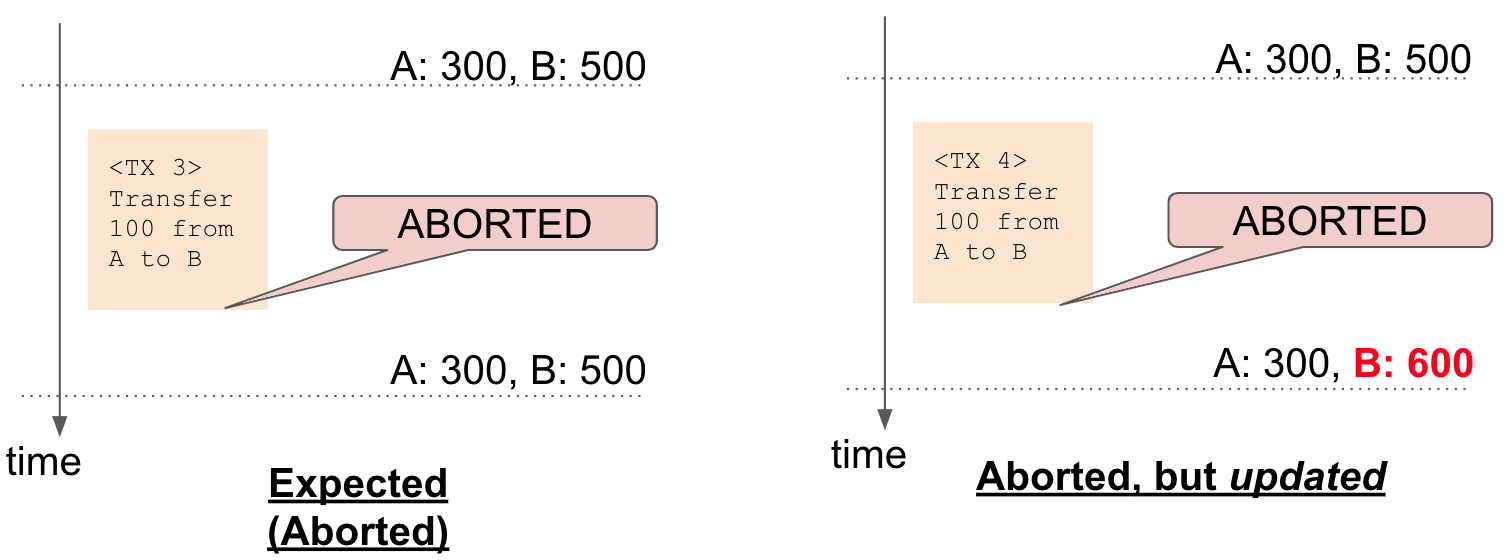 A: 300, B: 500
<TX 3>
Transfer
100 from
A to B
ABORTED
A: 300, B: 500
time
Expected
(Aborted)
A: 300, B: 500
<TX 4>
Transfer
100 from
A to B
ABORTED
A: 300, B: 600
time
Aborted, but updated